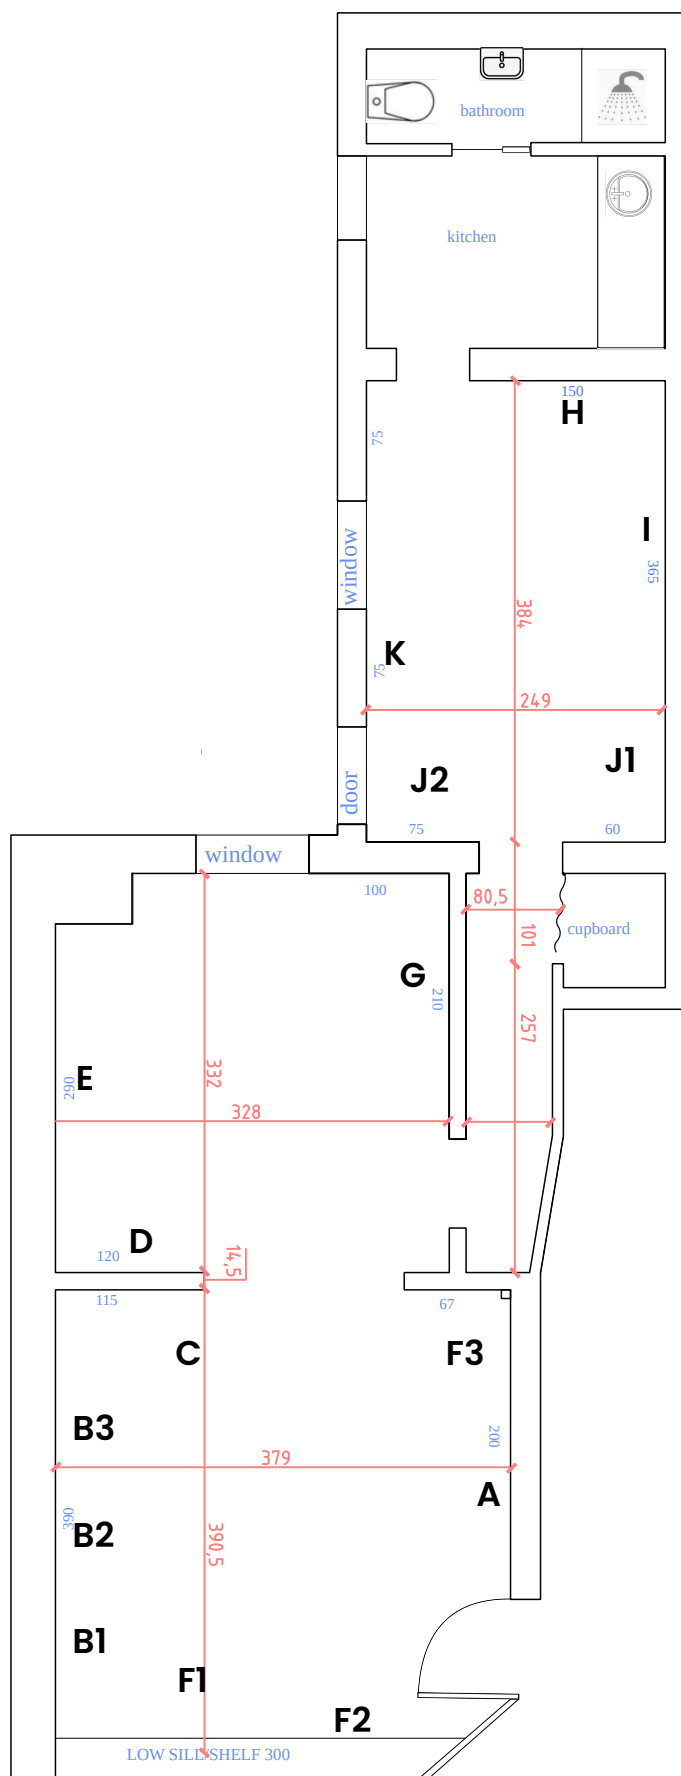 bathroom
kitchen
150
H
75
I
365
window
384
K
75
249
J1
J2
door
75
60
window
100
80,5
cupboard
101
G
210
257
332
E
290
328
D
120
14,5
115
67
C
F3
B3
200
379
A
390
B2
390,5
B1
F1
F2
LOW SILL/SHELF 300